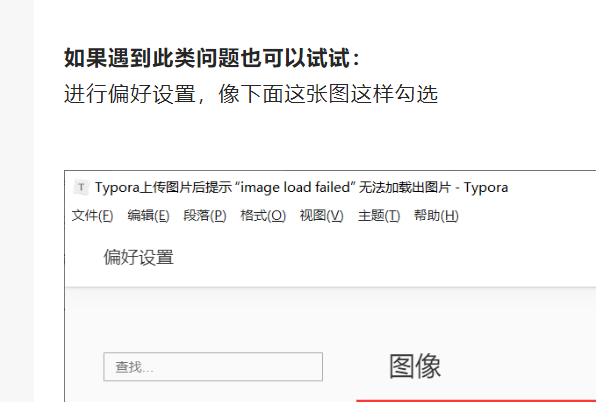 如果遇到此类问题也可以试试：
进行偏好设置，像下面这张图这样勾选
T Typora上传图片后提示“image load failed”无法加载出图片 - Typora
文件(F) 编辑(E) 段落(P) 格式(O) 视图(V) 主题(T) 帮助(H)
偏好设置
查找... 图像